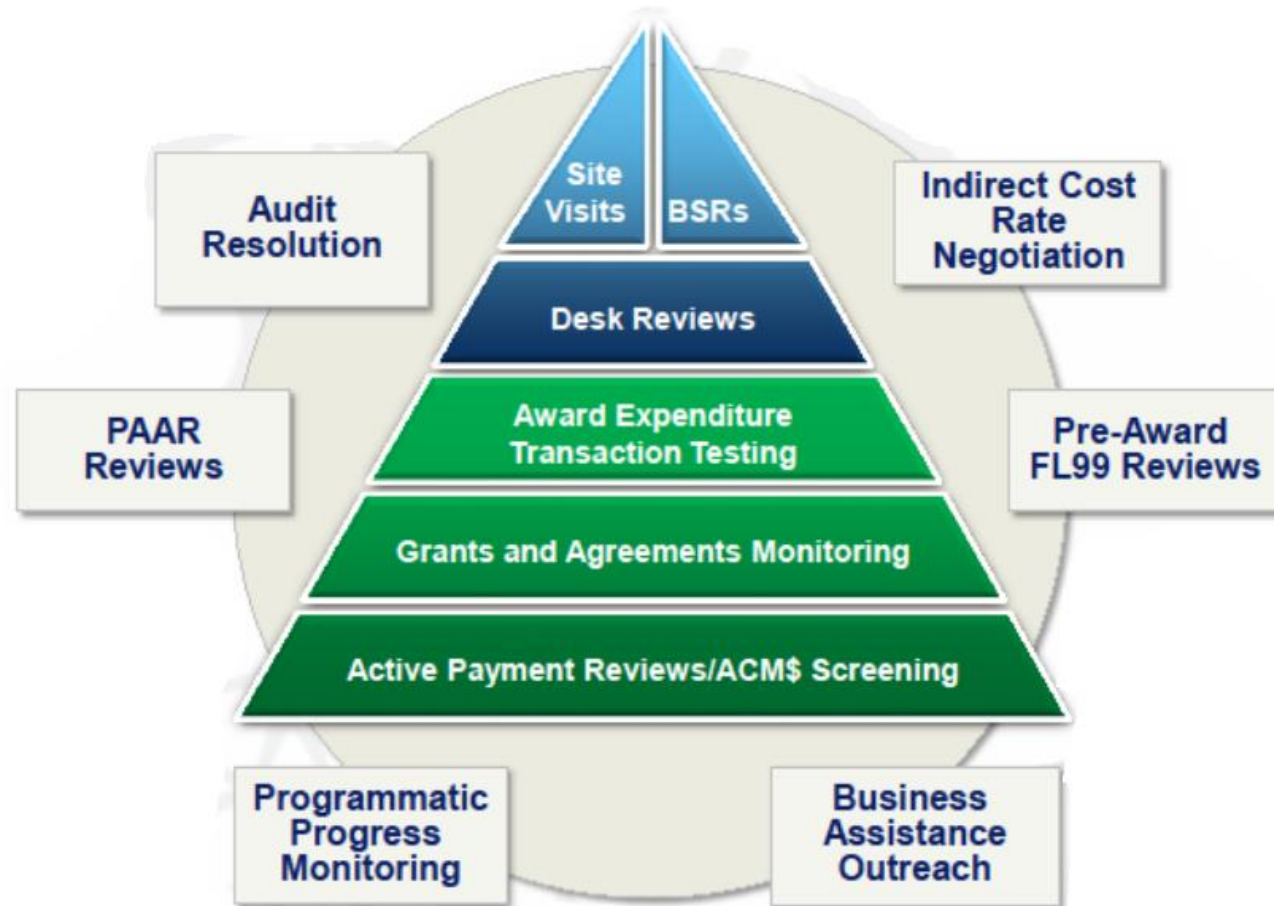 Site
Visits
BSRs
Audit
Resolution
Indirect Cost
Rate
Negotiation
Desk Reviews
PAAR
Reviews
Award Expenditure
Transaction Testing
Pre-Award
FL99 Reviews
Grants and Agreements Monitoring
Active Payment Reviews/ACM$ Screening
Programmatic
Progress
Monitoring
Business
Assistance
Outreach